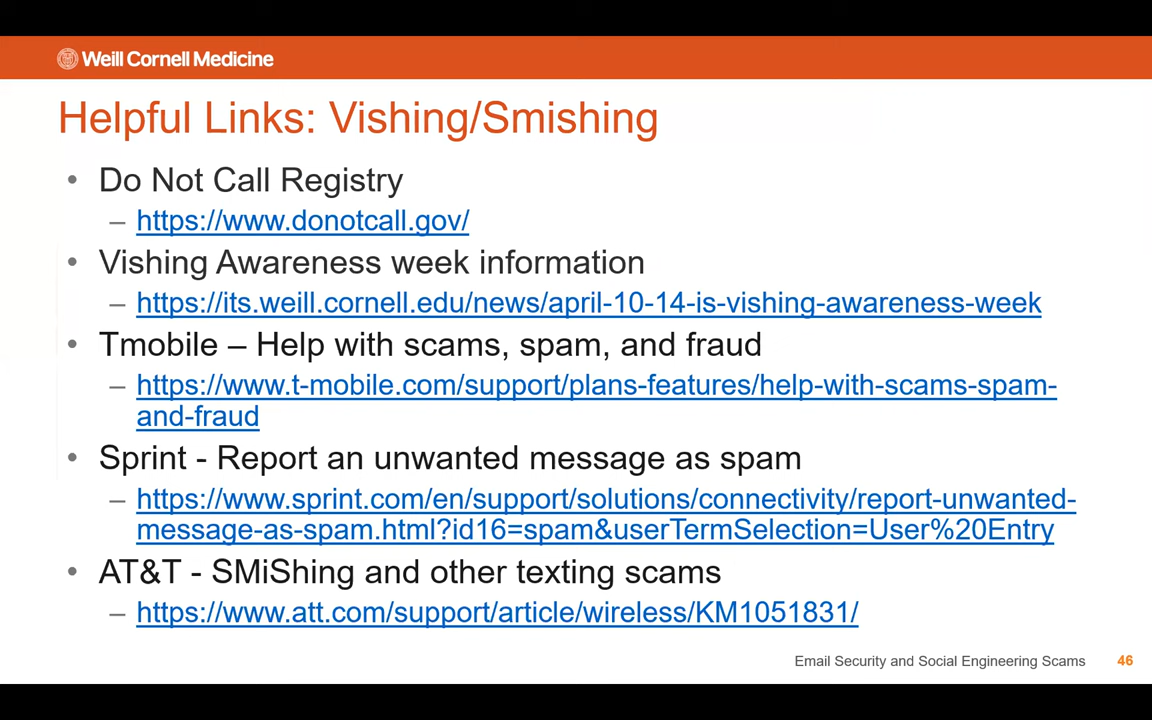 Weill Cornell Medicine
Helpful Links: Vishing/Smishing
• Do Not Call Registry
– https://www.donotcall.gov/
• Vishing Awareness week information
– https://its.weill.cornell.edu/news/april-10-14-is-vishing-awareness-week
• Tmobile – Help with scams, spam, and fraud
– https://www.t-mobile.com/support/plans-features/help-with-scams-spam-
and-fraud
• Sprint - Report an unwanted message as spam
– https://www.sprint.com/en/support/solutions/connectivity/report-unwanted-
message-as-spam.html?id16=spam&userTermSelection=User%20Entry
• AT&T - SMiShing and other texting scams
– https://www.att.com/support/article/wireless/KM1051831/
Email Security and Social Engineering Scams 46